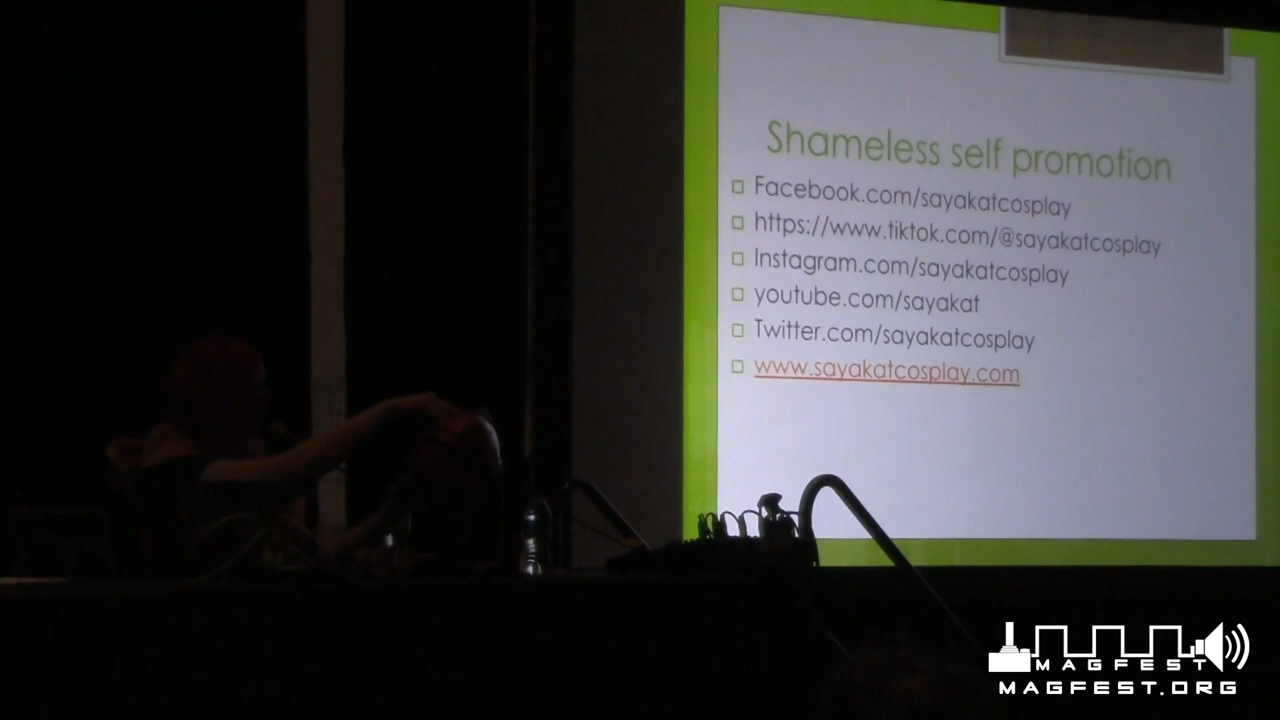 Shameless self promotion
Facebook.com/sayakatcosplay
https://www.tiktok.com/@sayakatcosplay
Instagram.com/sayakatcosplay
youtube.com/sayakat
Twitter.com/sayakatcosplay
www.sayakatcosplay.com
MAGFEST
MAGFEST.ORG